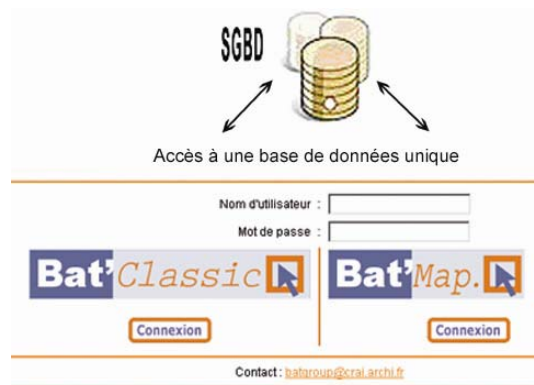 SGBD
Accès à une base de données unique
Nom d'utilisateur :
Mot de passe :
Bat'Classic
Bat'Map.
Connexion
Connexion
Contact : batgroup@crai.archi.fr